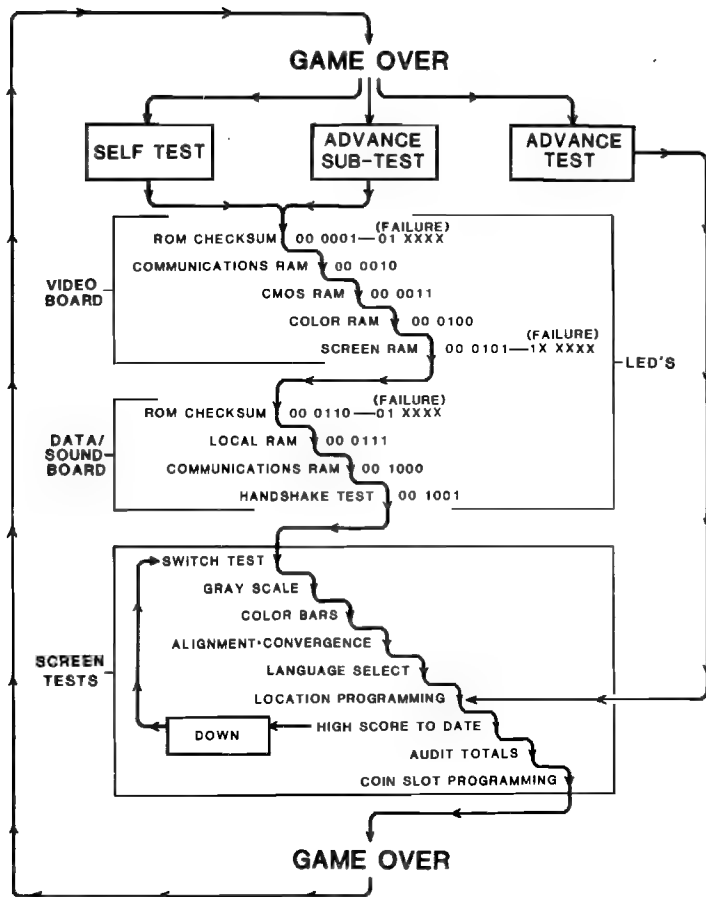 GAME OVER
SELF TEST
ADVANCE
SUB-TEST
ADVANCE
TEST
VIDEO
BOARD
ROM CHECKSUM 00 0001—01 XXXX
(FAILURE)
COMMUNICATIONS RAM 00 0010
CMOS RAM 00 0011
COLOR RAM 00 0100
SCREEN RAM 00 0101—1X XXXX
(FAILURE)
LED'S
DATA/
SOUND
BOARD
ROM CHECKSUM 00 0110—01 XXXX
(FAILURE)
LOCAL RAM 00 0111
COMMUNICATIONS RAM 00 1000
HANDSHAKE TEST 00 1001
SCREEN
TESTS
SWITCH TEST
GRAY SCALE
COLOR BARS
ALIGNMENT·CONVERGENCE
LANGUAGE SELECT
LOCATION PROGRAMMING
HIGH SCORE TO DATE
DOWN
AUDIT TOTALS
COIN SLOT PROGRAMMING
GAME OVER